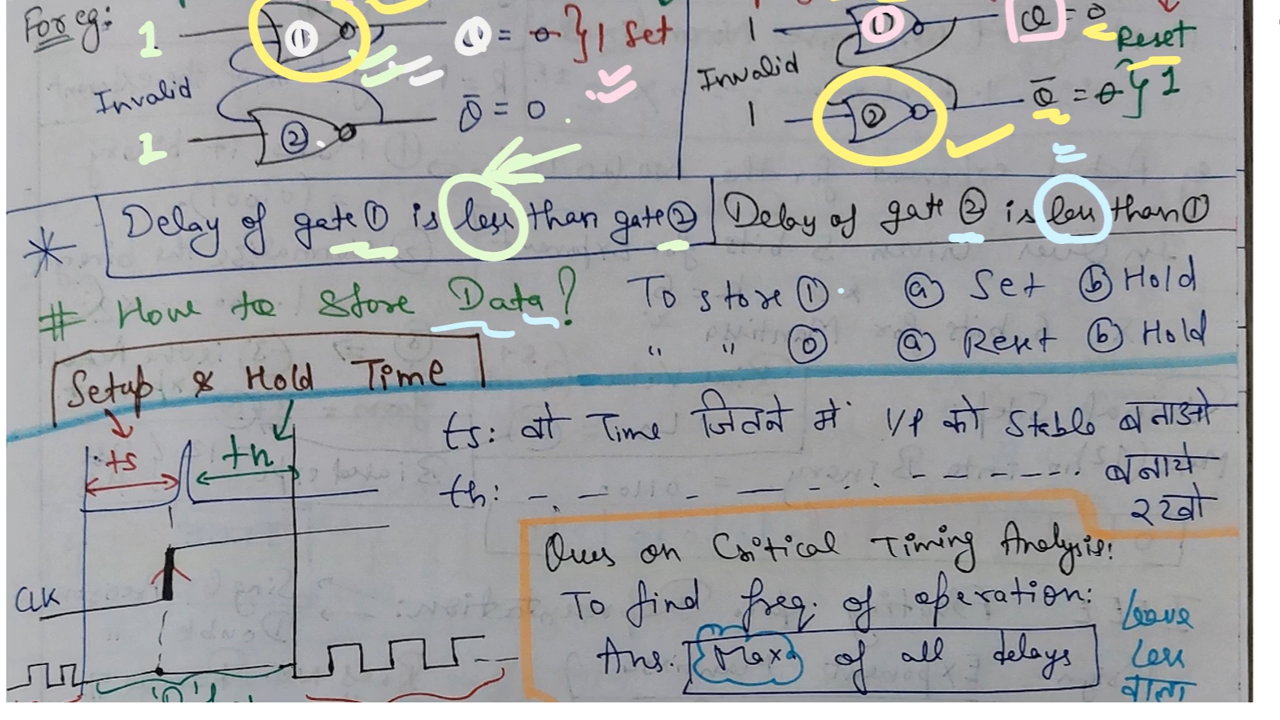 For eg:
1
①
Q = 0 } 1 Set
Invalid
1
②
Q̅ = 0
1
①
Q = 0
Reset
Invalid
1
②
Q̅ = 0 } 1
* Delay of gate ① is less than gate ②
Delay of gate ② is less than ①
# How to Store Data?
To store ① ⓐ Set ⓑ Hold
" " ⓪ ⓐ Reset ⓑ Hold
Setup & Hold Time
ts
th
ts: वो Time जितने में I/P को Stable बनाओ
th: - - - - - - - - - - बनाये
रखो
Clk
'D'
Ques on Critical Timing Analysis:
To find freq. of operation:
Ans. {Max} of all delays
Leave
Less
वाला